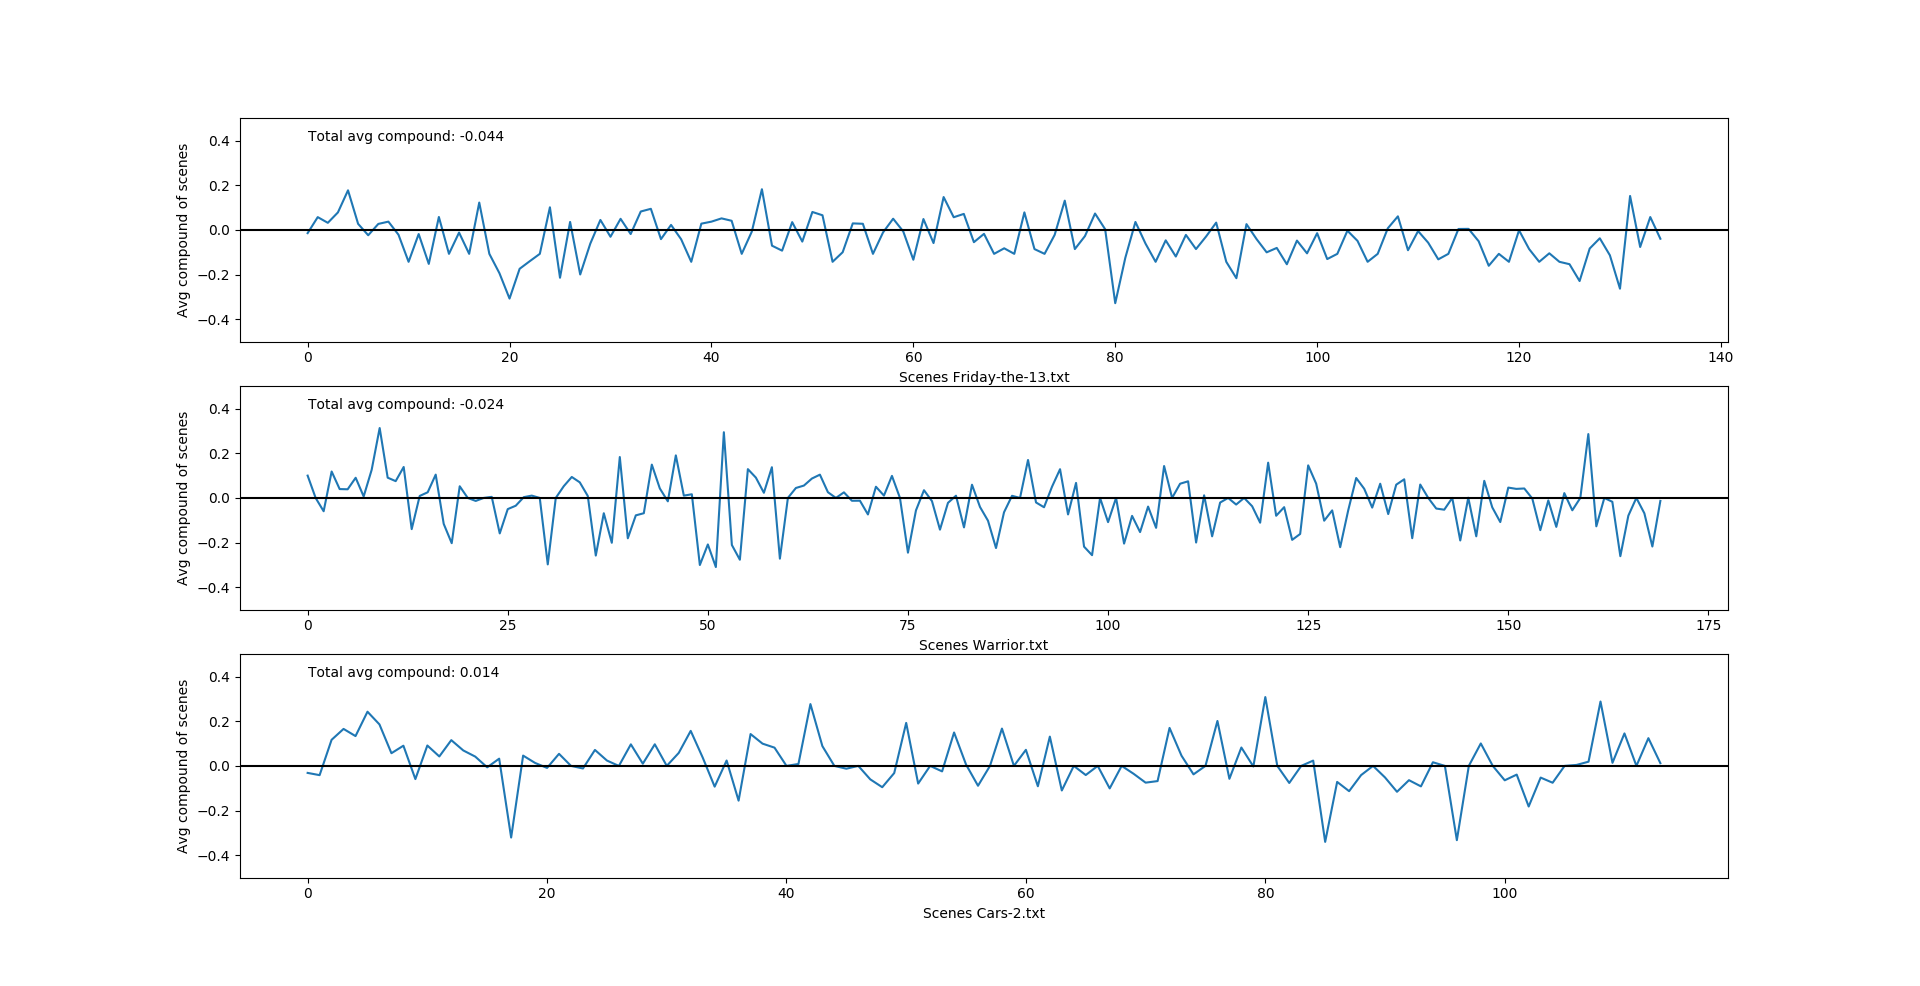 Total avg compound: -0.044
Avg compound of scenes
0.4
0.2
0.0
−0.2
−0.4
0 20 40 60 80 100 120 140
Scenes Friday-the-13.txt
Total avg compound: -0.024
Avg compound of scenes
0.4
0.2
0.0
−0.2
−0.4
0 25 50 75 100 125 150 175
Scenes Warrior.txt
Total avg compound: 0.014
Avg compound of scenes
0.4
0.2
0.0
−0.2
−0.4
0 20 40 60 80 100
Scenes Cars-2.txt